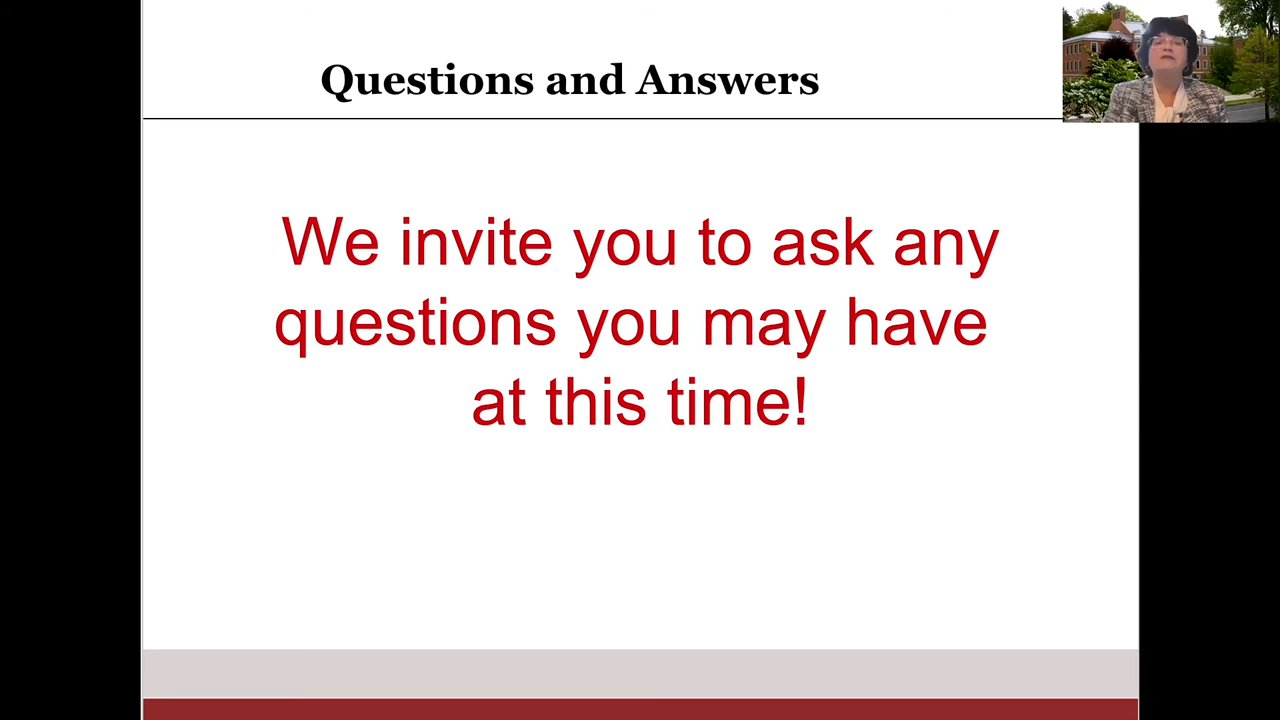 Questions and Answers
We invite you to ask any
questions you may have
at this time!